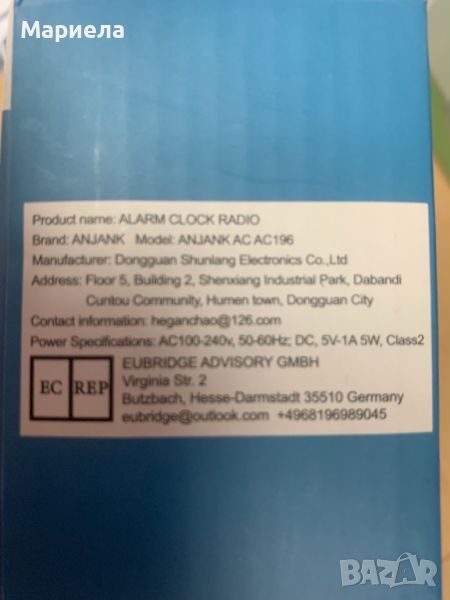 Мариела
Product name: ALARM CLOCK RADIO
Brand: ANJANK Model: ANJANK AC AC196
Manufacturer: Dongguan Shunlang Electronics Co.,Ltd
Address: Floor 5, Building 2, Shenxiang Industrial Park, Dabandi
Cuntou Community, Humen town, Dongguan City
Contact information: heganchao@126.com
Power Specifications: AC100-240v, 50-60Hz; DC, 5V-1A 5W, Class2
EC REP
EUBRIDGE ADVISORY GMBH
Virginia Str. 2
Butzbach, Hesse-Darmstadt 35510 Germany
eubridge@outlook.com +4968196989045
BAZAR